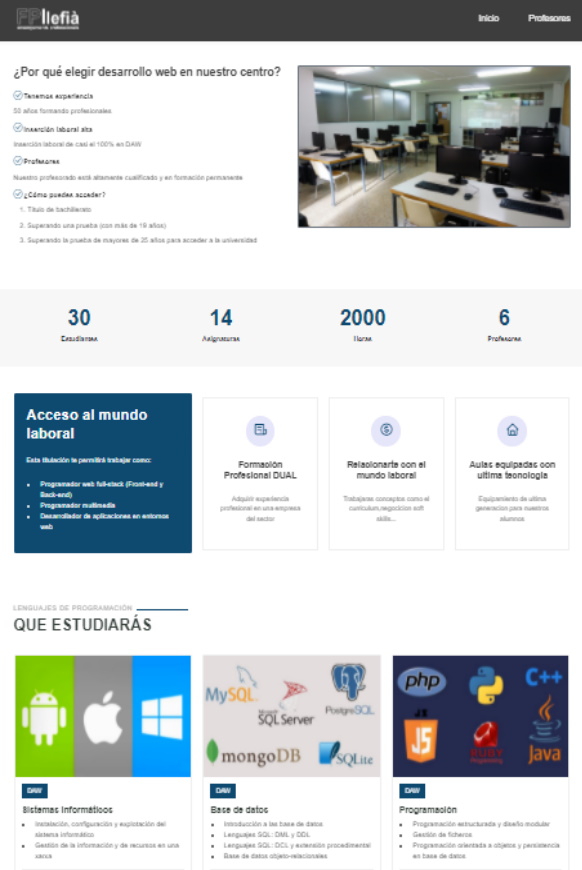 FPllefià
Inicio
Profesores
¿Por qué elegir desarrollo web en nuestro centro?
Tenemos experiencia
50 años formando profesionales
Inserción laboral alta
Inserción laboral de casi el 100% en DAW
Profesores
Nuestro profesorado está altamente cualificado y en formación permanente
¿Cómo puedes acceder?
1. Título de bachillerato
2. Superando una prueba (con más de 19 años)
3. Superando la prueba de mayores de 25 años para acceder a la universidad
30
Estudiantes
14
Asignaturas
2000
Horas
6
Profesores
Acceso al mundo
laboral
Esta titulación te permitirá trabajar como:
Programador web full-stack (Front-end y
Back-end)
Programador multimedia
Desarrollador de aplicaciones en entornos
web
Formación
Profesional DUAL
Adquirir experiencia
profesional en una empresa
del sector
Relacionarte con el
mundo laboral
Trabajaras conceptos como el
curriculum, negocicion soft
skills...
Aulas equipadas con
ultima tecnologia
Equipamiento de ultima
generacion para nuestros
alumnos
LENGUAJES DE PROGRAMACIÓN
QUE ESTUDIARÁS
MySQL
Microsoft
SQL Server
PostgreSQL
mongoDB
SQLite
php
C++
5
RUBY
Java
DAW
Sistemas Informáticos
Instalación, configuración y explotación del
sistema informático
Gestión de la información y de recursos en una
xarxa
DAW
Base de datos
Introducción a las base de datos
Lenguajes SQL: DML y DDL
Lenguajes SQL: DCL y extensión procedimental
Base de datos objeto-relacionales
DAW
Programación
Programación estructurada y diseño modular
Gestión de ficheros
Programación orientada a objetos y persistencia
en base de datos